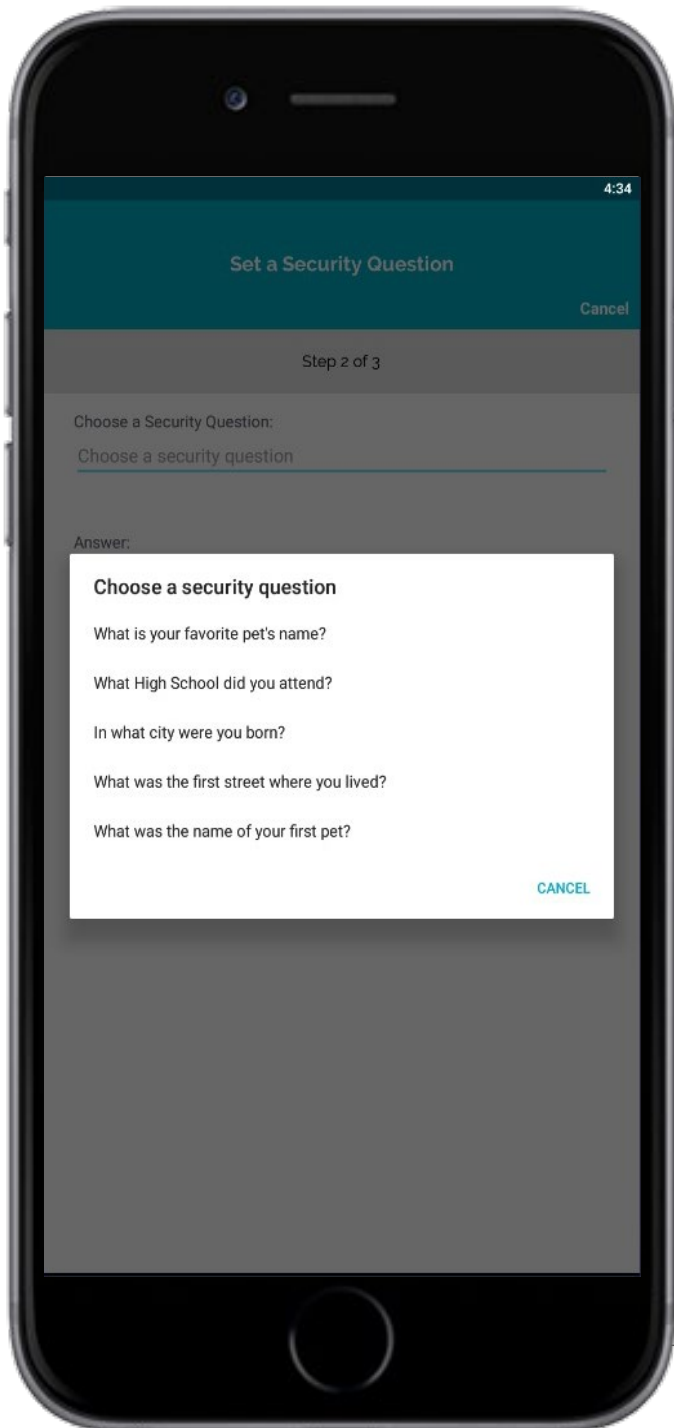 4:34
Set a Security Question
Cancel
Step 2 of 3
Choose a Security Question:
Choose a security question
Answer:
Choose a security question
What is your favorite pet's name?
What High School did you attend?
In what city were you born?
What was the first street where you lived?
What was the name of your first pet?
CANCEL